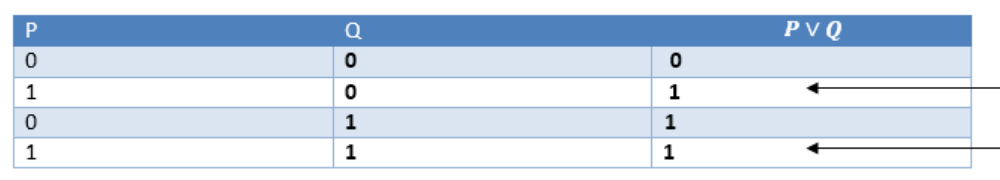 P Q P ∨ Q
0 0 0
1 0 1
0 1 1
1 1 1